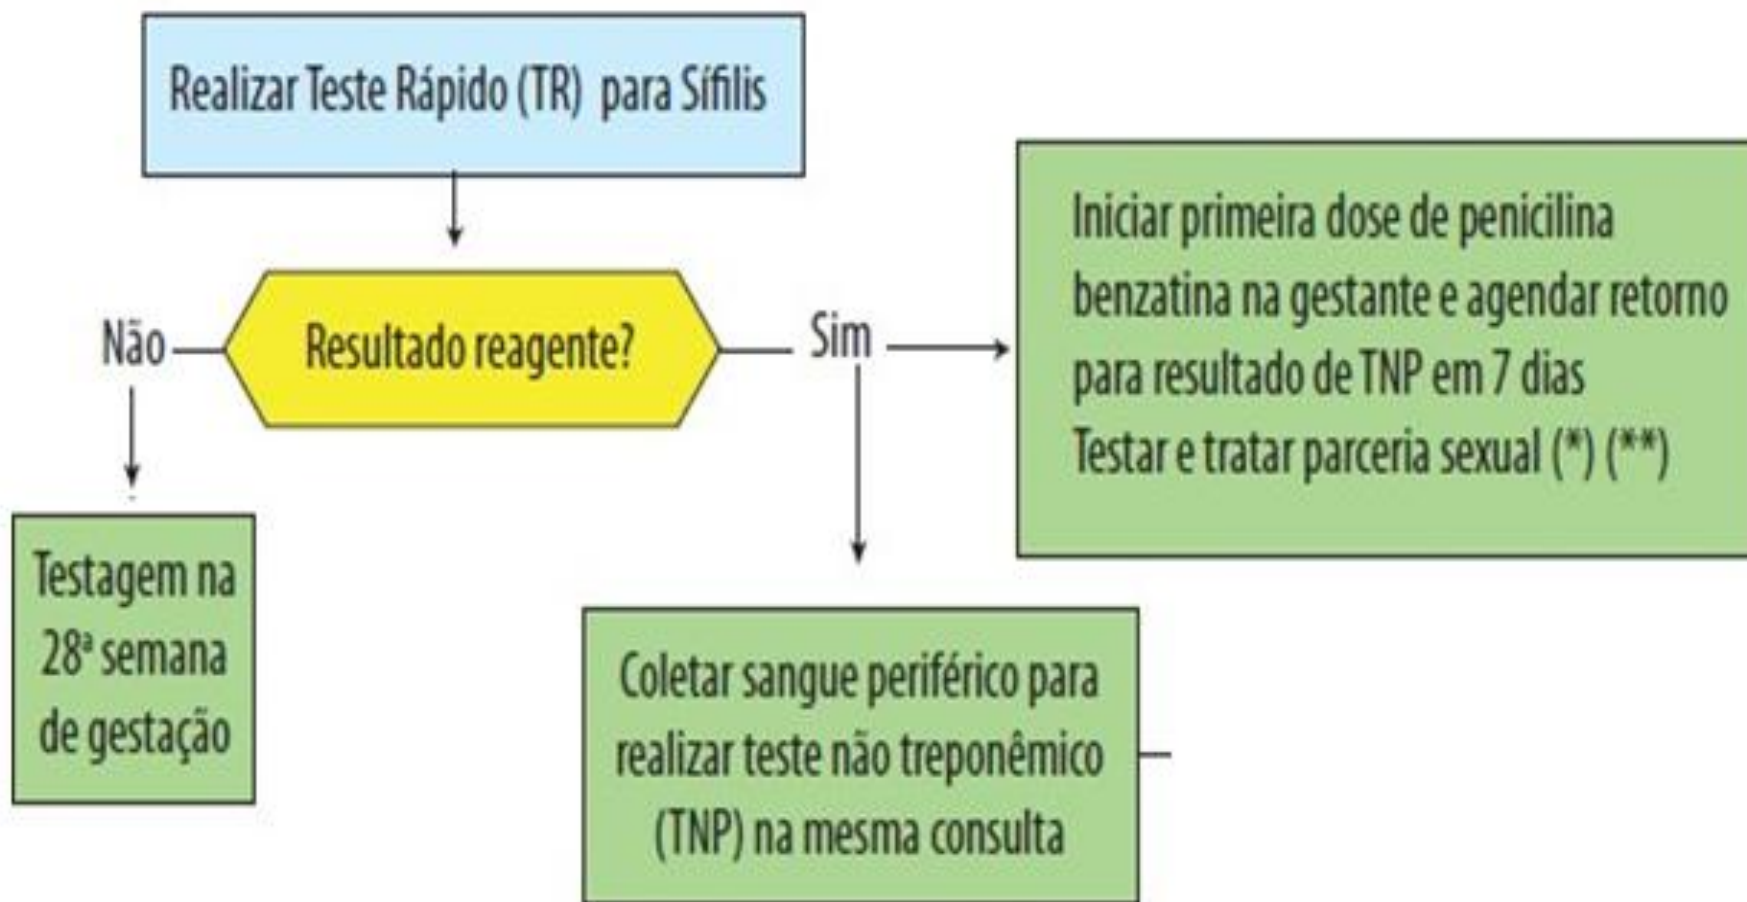 Realizar Teste Rápido (TR) para Sífilis
Não
Resultado reagente?
Sim
Iniciar primeira dose de penicilina
benzatina na gestante e agendar retorno
para resultado de TNP em 7 dias
Testar e tratar parceria sexual (*) (**)
Testagem na
28ª semana
de gestação
Coletar sangue periférico para
realizar teste não treponêmico
(TNP) na mesma consulta